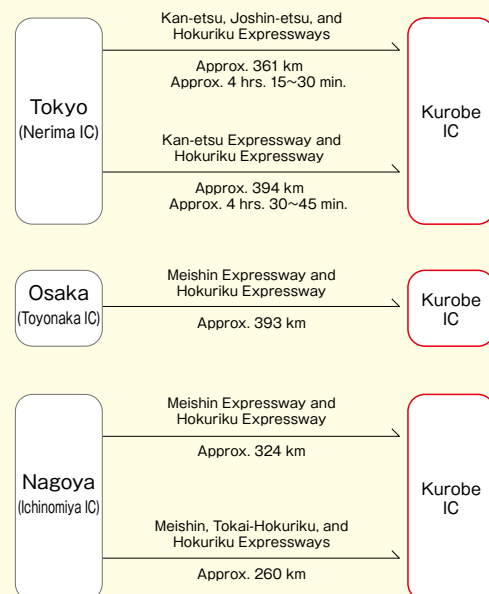 Kan-etsu, Joshin-etsu, and
Hokuriku Expressways
Approx. 361 km
Approx. 4 hrs. 15~30 min.
Tokyo
(Nerima IC)
Kurobe
IC
Kan-etsu Expressway and
Hokuriku Expressway
Approx. 394 km
Approx. 4 hrs. 30~45 min.
Osaka
(Toyonaka IC)
Meishin Expressway and
Hokuriku Expressway
Approx. 393 km
Kurobe
IC
Meishin Expressway and
Hokuriku Expressway
Approx. 324 km
Nagoya
(Ichinomiya IC)
Kurobe
IC
Meishin, Tokai-Hokuriku, and
Hokuriku Expressways
Approx. 260 km